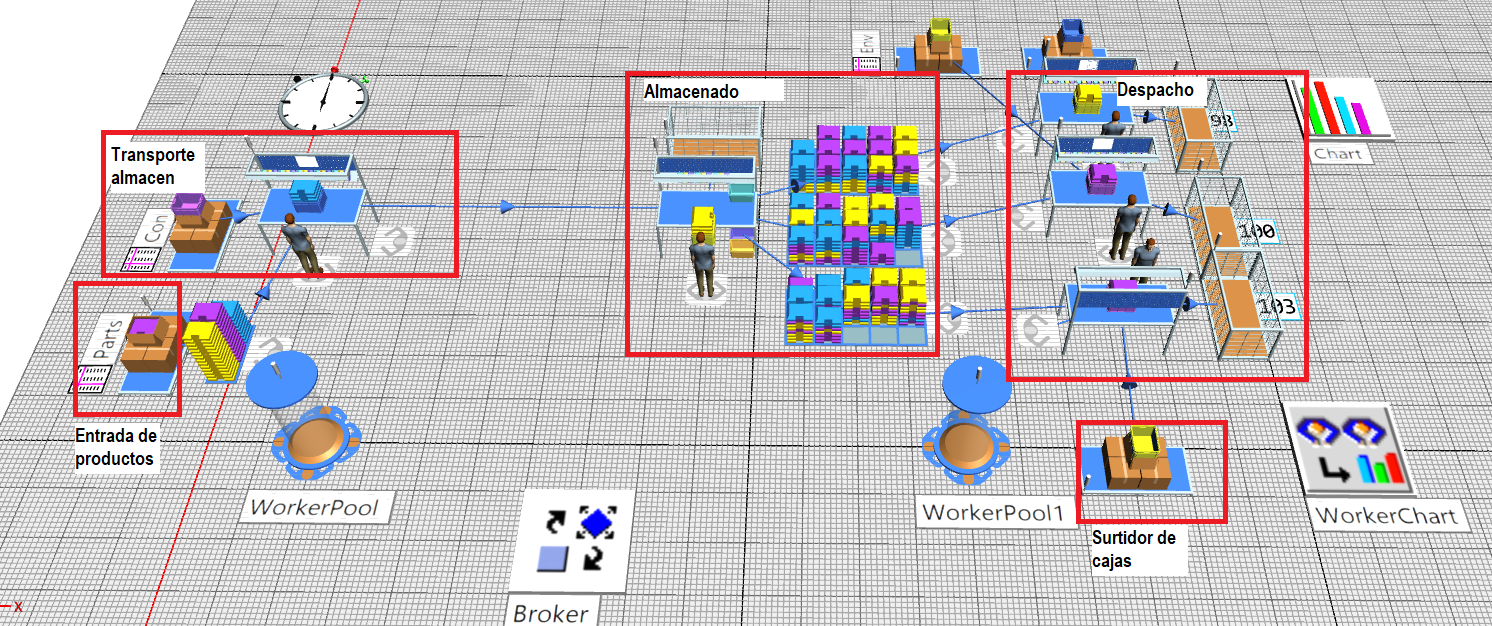 Env
Almacenado
Despacho
98
Chart
Transporte
almacen
Con
100
103
Parts
Entrada de
productos
WorkerPool
WorkerPool1
WorkerChart
Surtidor de
cajas
Broker
X